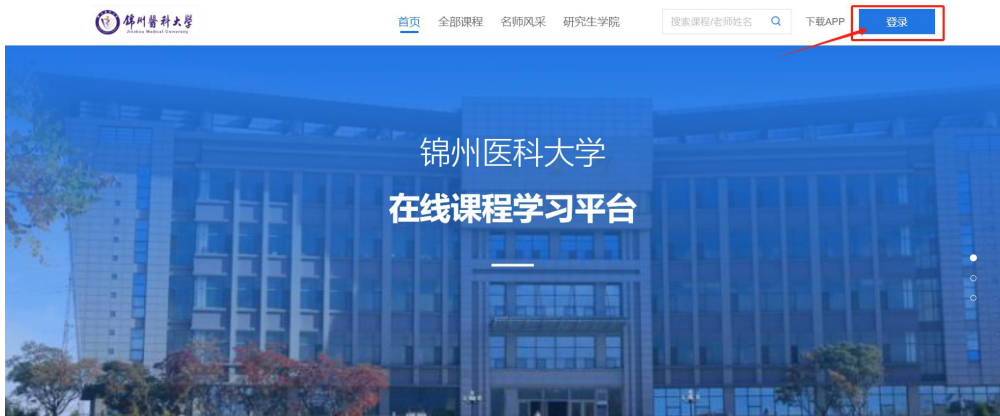 锦州醫科大學
Jinzhou Medical University
首页 全部课程 名师风采 研究生学院 搜索课程/老师姓名 下载APP 登录
锦州医科大学
在线课程学习平台